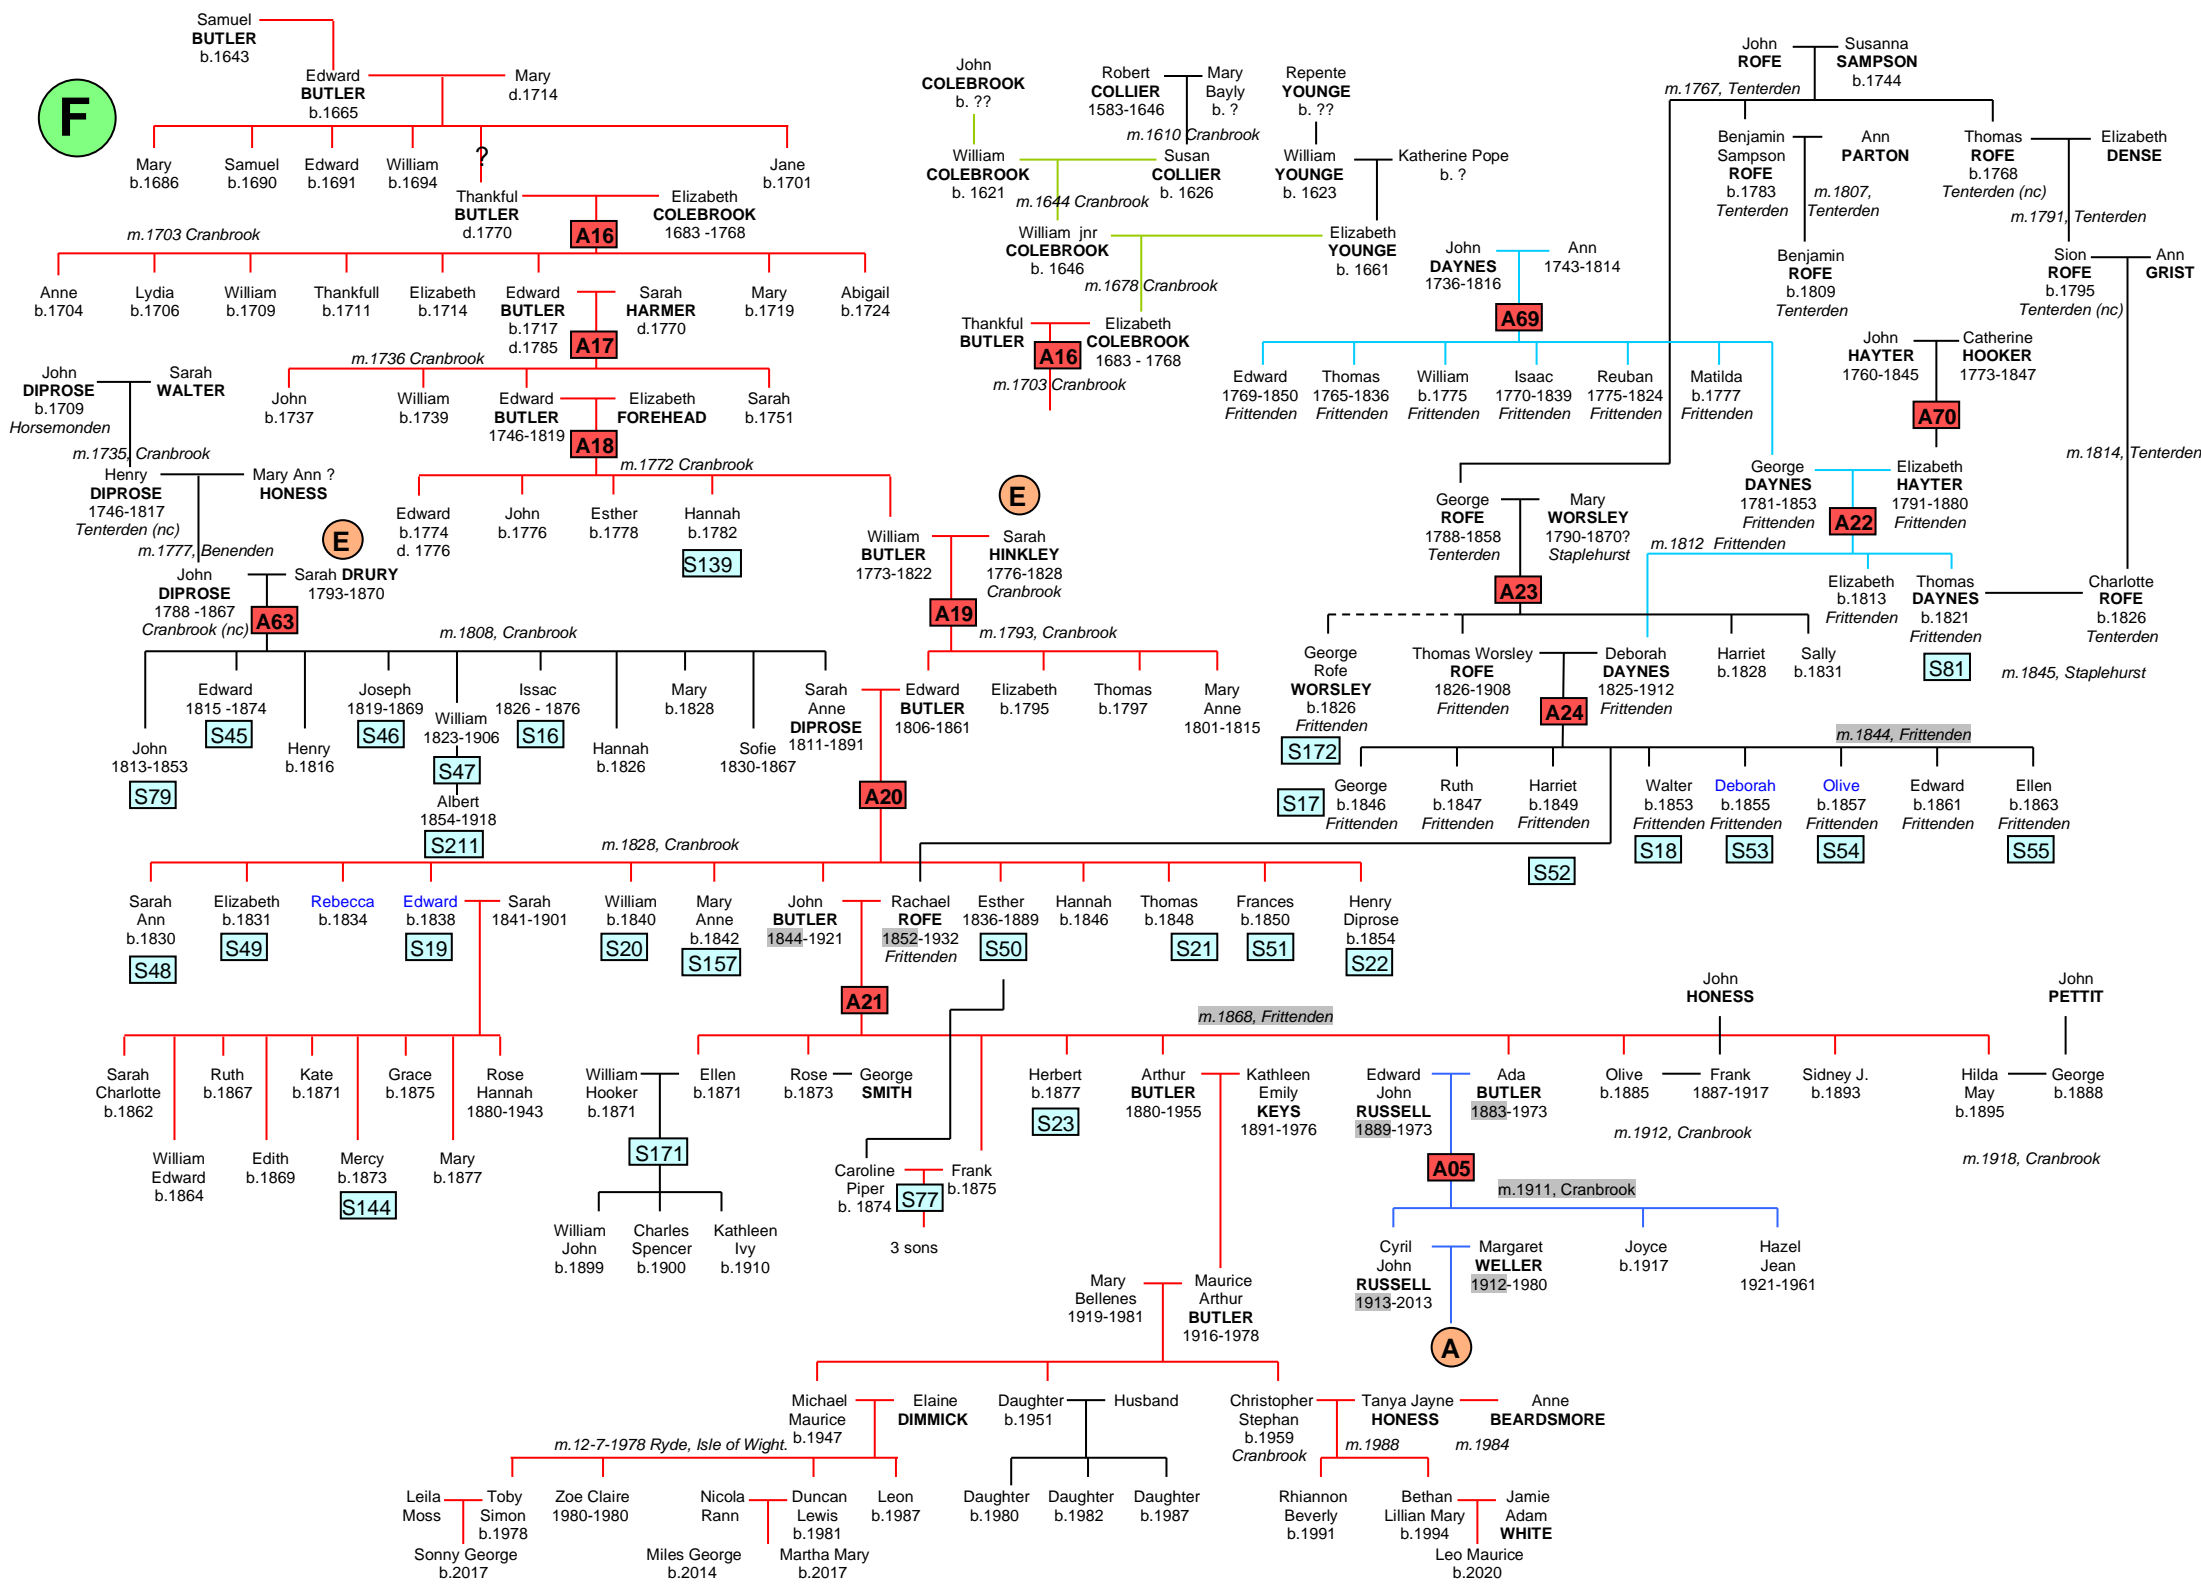 Samuel
BUTLER
b.1643
F
Edward
BUTLER
b.1665
Mary
d.1714
Mary
b.1686
Samuel
b.1690
Edward
b.1691
William
b.1694
?
Jane
b.1701
Thankful
BUTLER
d.1770
Elizabeth
COLEBROOK
1683 -1768
A16
m.1703 Cranbrook
Anne
b.1704
Lydia
b.1706
William
b.1709
Thankfull
b.1711
Elizabeth
b.1714
Edward
BUTLER
b.1717
d.1785
Sarah
HARMER
d.1770
Mary
b.1719
Abigail
b.1724
A17
m.1736 Cranbrook
John
DIPROSE
b.1709
Horsemonden
Sarah
WALTER
John
b.1737
William
b.1739
Edward
BUTLER
1746-1819
Elizabeth
FOREHEAD
Sarah
b.1751
A18
m.1735, Cranbrook
m.1772 Cranbrook
Henry
DIPROSE
1746-1817
Tenterden (nc)
Mary Ann ?
HONESS
m.1777, Benenden
E
Edward
b.1774
d. 1776
John
b.1776
Esther
b.1778
Hannah
b.1782
S139
E
William
BUTLER
1773-1822
Sarah
HINKLEY
1776-1828
Cranbrook
A19
m.1793, Cranbrook
John
DIPROSE
1788 -1867
Cranbrook (nc)
Sarah DRURY
1793-1870
A63
m.1808, Cranbrook
John
COLEBROOK
b. ??
Robert
COLLIER
1583-1646
Mary
Bayly
b. ?
Repente
YOUNGE
b. ??
m.1610 Cranbrook
William
COLEBROOK
b. 1621
Susan
COLLIER
b. 1626
William
YOUNGE
b. 1623
Katherine Pope
b. ?
m.1644 Cranbrook
William jnr
COLEBROOK
b. 1646
Elizabeth
YOUNGE
b. 1661
m.1678 Cranbrook
Thankful
BUTLER
Elizabeth
COLEBROOK
1683 - 1768
A16
m.1703 Cranbrook
John
DAYNES
1736-1816
Ann
1743-1814
A69
Edward
1769-1850
Frittenden
Thomas
1765-1836
Frittenden
William
b.1775
Frittenden
Isaac
1770-1839
Frittenden
Reuban
1775-1824
Frittenden
Matilda
b.1777
Frittenden
John
ROFE
Susanna
SAMPSON
b.1744
m.1767, Tenterden
Benjamin
Sampson
ROFE
b.1783
Tenterden
Ann
PARTON
m.1807,
Tenterden
Thomas
ROFE
b.1768
Tenterden (nc)
Elizabeth
DENSE
m.1791, Tenterden
Benjamin
ROFE
b.1809
Tenterden
Sion
ROFE
b.1795
Tenterden (nc)
Ann
GRIST
John
HAYTER
1760-1845
Catherine
HOOKER
1773-1847
A70
m.1814, Tenterden
George
DAYNES
1781-1853
Frittenden
Elizabeth
HAYTER
1791-1880
Frittenden
A22
m.1812 Frittenden
George
ROFE
1788-1858
Tenterden
Mary
WORSLEY
1790-1870?
Staplehurst
A23
Elizabeth
b.1813
Frittenden
Thomas
DAYNES
b.1821
Frittenden
S81
Charlotte
ROFE
b.1826
Tenterden
m.1845, Staplehurst
George
Rofe
WORSLEY
b.1826
Frittenden
S172
Thomas Worsley
ROFE
1826-1908
Frittenden
Deborah
DAYNES
1825-1912
Frittenden
A24
Harriet
b.1828
Sally
b.1831
m.1844, Frittenden
John
1813-1853
S79
Edward
1815 -1874
S45
Henry
b.1816
Joseph
1819-1869
S46
William
1823-1906
S47
Albert
1854-1918
S211
Issac
1826 - 1876
S16
Hannah
b.1826
Mary
b.1828
Sofie
1830-1867
Sarah
Anne
DIPROSE
1811-1891
Edward
BUTLER
1806-1861
Elizabeth
b.1795
Thomas
b.1797
Mary
Anne
1801-1815
A20
m.1828, Cranbrook
S17
George
b.1846
Frittenden
Ruth
b.1847
Frittenden
Harriet
b.1849
Frittenden
S52
Walter
b.1853
Frittenden
S18
Deborah
b.1855
Frittenden
S53
Olive
b.1857
Frittenden
S54
Edward
b.1861
Frittenden
Ellen
b.1863
Frittenden
S55
Sarah
Ann
b.1830
S48
Elizabeth
b.1831
S49
Rebecca
b.1834
Edward
b.1838
S19
Sarah
1841-1901
William
b.1840
S20
Mary
Anne
b.1842
S157
John
BUTLER
1844-1921
Rachael
ROFE
1852-1932
Frittenden
Esther
1836-1889
S50
Hannah
b.1846
Thomas
b.1848
S21
Frances
b.1850
S51
Henry
Diprose
b.1854
S22
A21
m.1868, Frittenden
John
HONESS
John
PETTIT
Sarah
Charlotte
b.1862
William
Edward
b.1864
Ruth
b.1867
Edith
b.1869
Kate
b.1871
Mercy
b.1873
S144
Grace
b.1875
Mary
b.1877
Rose
Hannah
1880-1943
William
Hooker
b.1871
Ellen
b.1871
S171
William
John
b.1899
Charles
Spencer
b.1900
Kathleen
Ivy
b.1910
Rose
b.1873
George
SMITH
Caroline
Piper
b. 1874
Frank
b.1875
S77
3 sons
Herbert
b.1877
S23
Arthur
BUTLER
1880-1955
Kathleen
Emily
KEYS
1891-1976
Edward
John
RUSSELL
1889-1973
Ada
BUTLER
1883-1973
A05
m.1911, Cranbrook
Olive
b.1885
Frank
1887-1917
m.1912, Cranbrook
Sidney J.
b.1893
Hilda
May
b.1895
George
b.1888
m.1918, Cranbrook
Cyril
John
RUSSELL
1913-2013
Margaret
WELLER
1912-1980
Joyce
b.1917
Hazel
Jean
1921-1961
A
Mary
Bellenes
1919-1981
Maurice
Arthur
BUTLER
1916-1978
Michael
Maurice
b.1947
Elaine
DIMMICK
m.12-7-1978 Ryde, Isle of Wight.
Daughter
b.1951
Husband
Christopher
Stephan
b.1959
Cranbrook
Tanya Jayne
HONESS
m.1988
Anne
BEARDSMORE
m.1984
Leila
Moss
Toby
Simon
b.1978
Zoe Claire
1980-1980
Nicola
Rann
Duncan
Lewis
b.1981
Leon
b.1987
Daughter
b.1980
Daughter
b.1982
Daughter
b.1987
Rhiannon
Beverly
b.1991
Bethan
Lillian Mary
b.1994
Jamie
Adam
WHITE
Sonny George
b.2017
Miles George
b.2014
Martha Mary
b.2017
Leo Maurice
b.2020